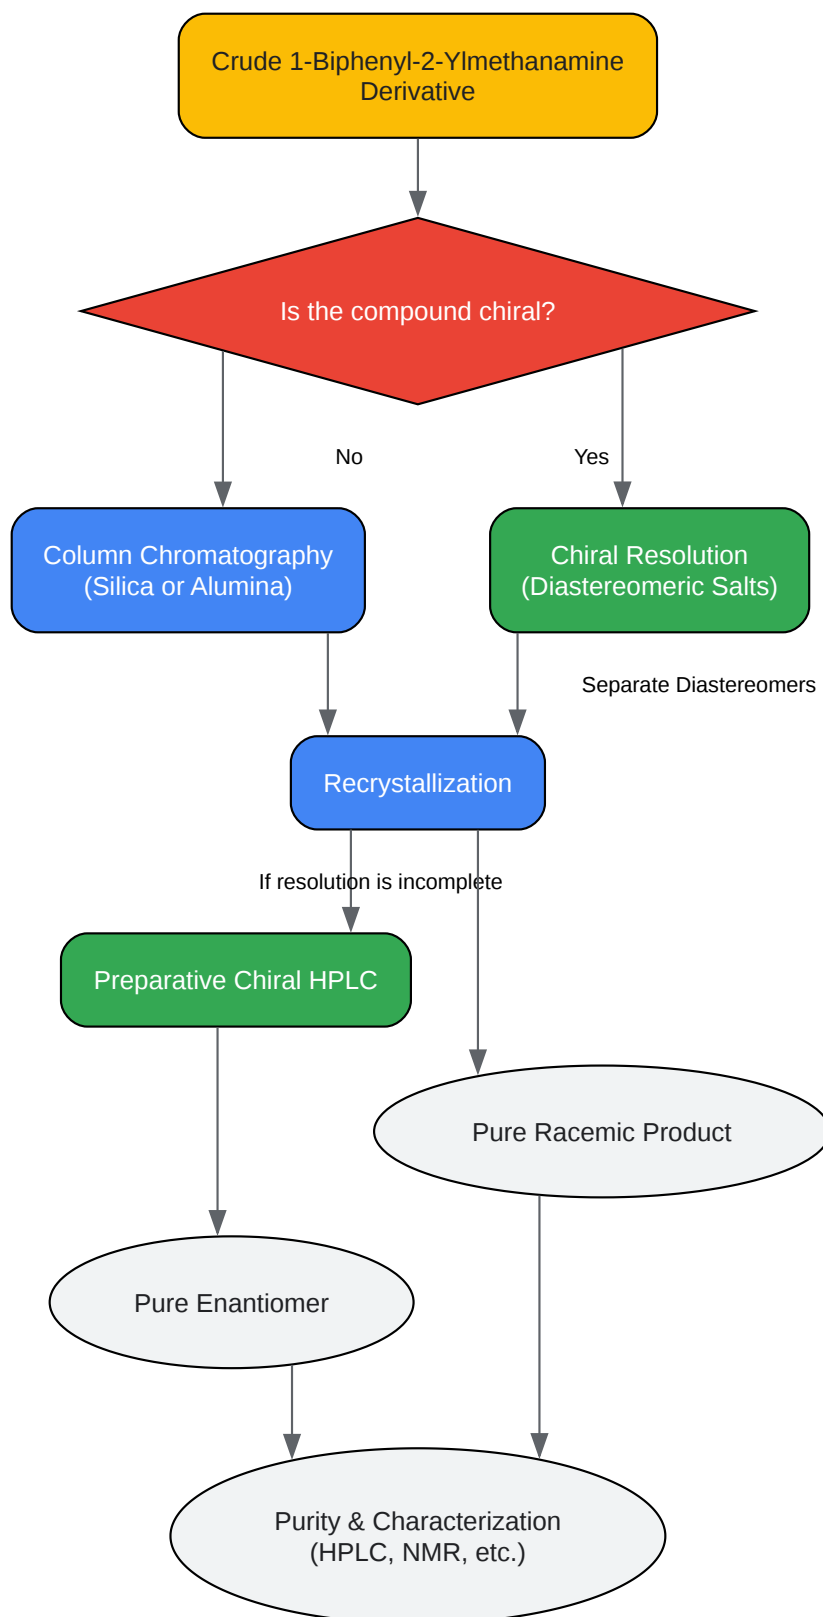 Crude 1-Biphenyl-2-Ylmethanamine
Derivative
Is the compound chiral?
No
Yes
Column Chromatography
(Silica or Alumina)
Chiral Resolution
(Diastereomeric Salts)
Separate Diastereomers
Recrystallization
If resolution is incomplete
Preparative Chiral HPLC
Pure Racemic Product
Pure Enantiomer
Purity & Characterization
(HPLC, NMR, etc.)